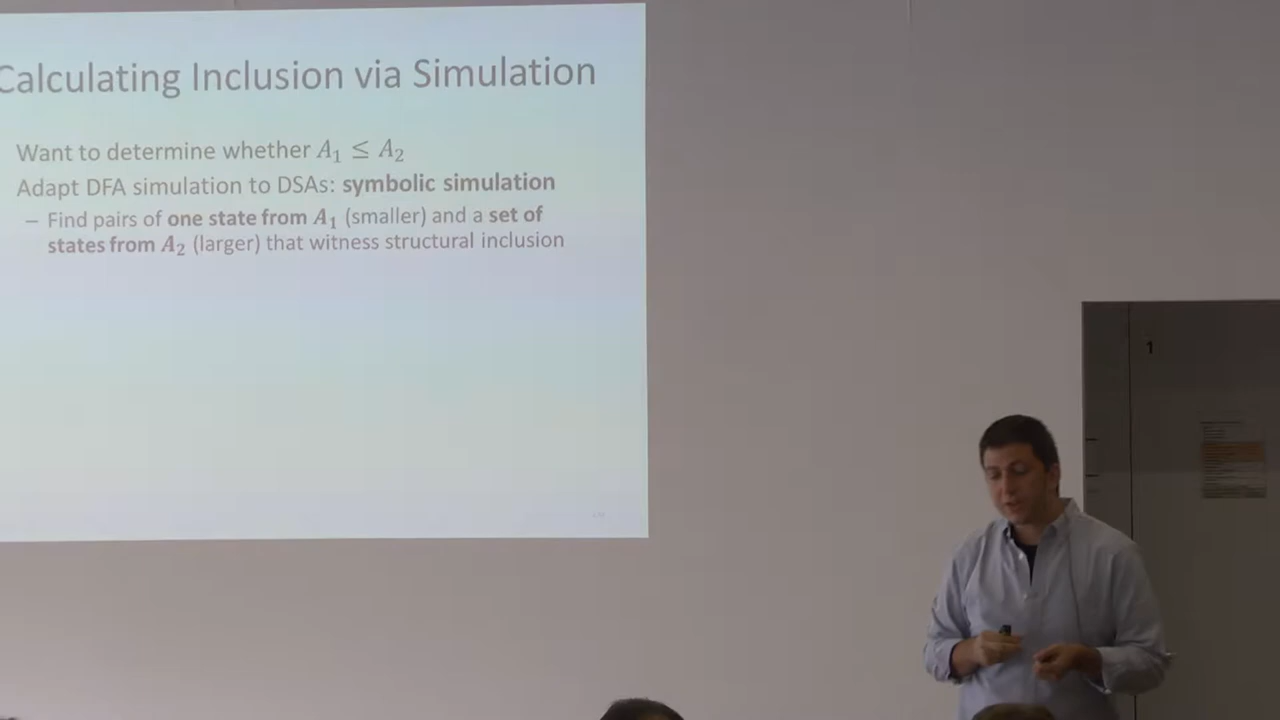 Calculating Inclusion via Simulation
Want to determine whether A₁ ≤ A₂
Adapt DFA simulation to DSAs: symbolic simulation
– Find pairs of one state from A₁ (smaller) and a set of
states from A₂ (larger) that witness structural inclusion
1